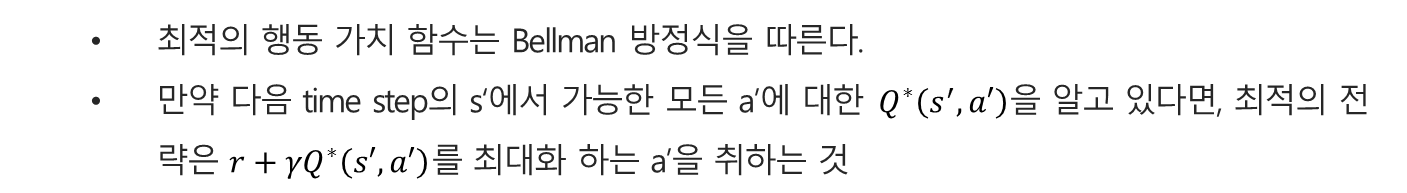 • 최적의 행동 가치 함수는 Bellman 방정식을 따른다.
• 만약 다음 time step의 s‘에서 가능한 모든 a’에 대한 Q*(s′, a′)을 알고 있다면, 최적의 전
략은 r + γQ*(s′, a′)를 최대화 하는 a’을 취하는 것